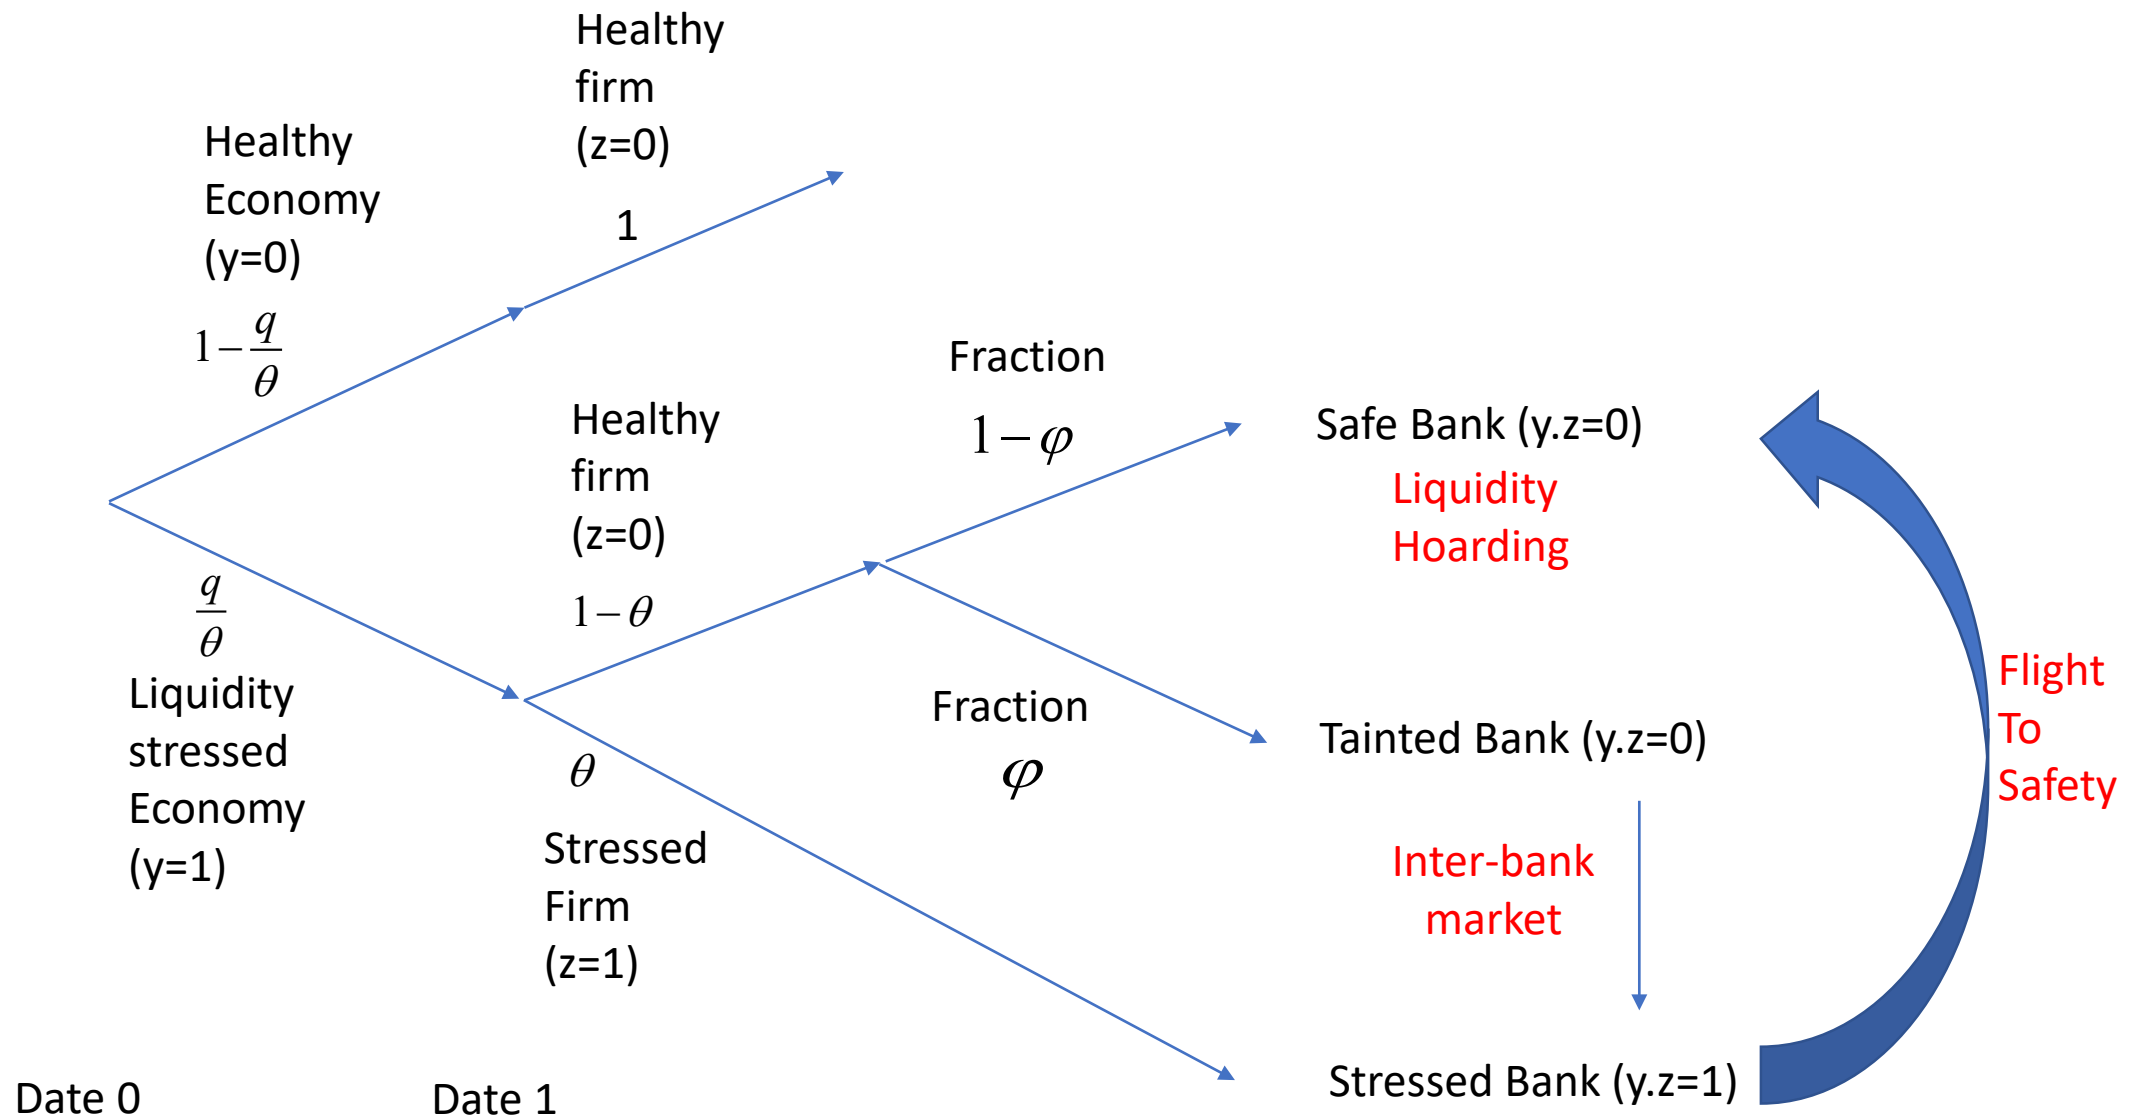 Healthy
firm
(z=0)
1
Healthy
Economy
(y=0)
1 − q/θ
q/θ
Liquidity
stressed
Economy
(y=1)
Healthy
firm
(z=0)
1 − θ
θ
Stressed
Firm
(z=1)
Fraction
1 − φ
Fraction
φ
Safe Bank (y.z=0)
Liquidity
Hoarding
Tainted Bank (y.z=0)
Inter-bank
market
Stressed Bank (y.z=1)
Flight
To
Safety
Date 0
Date 1